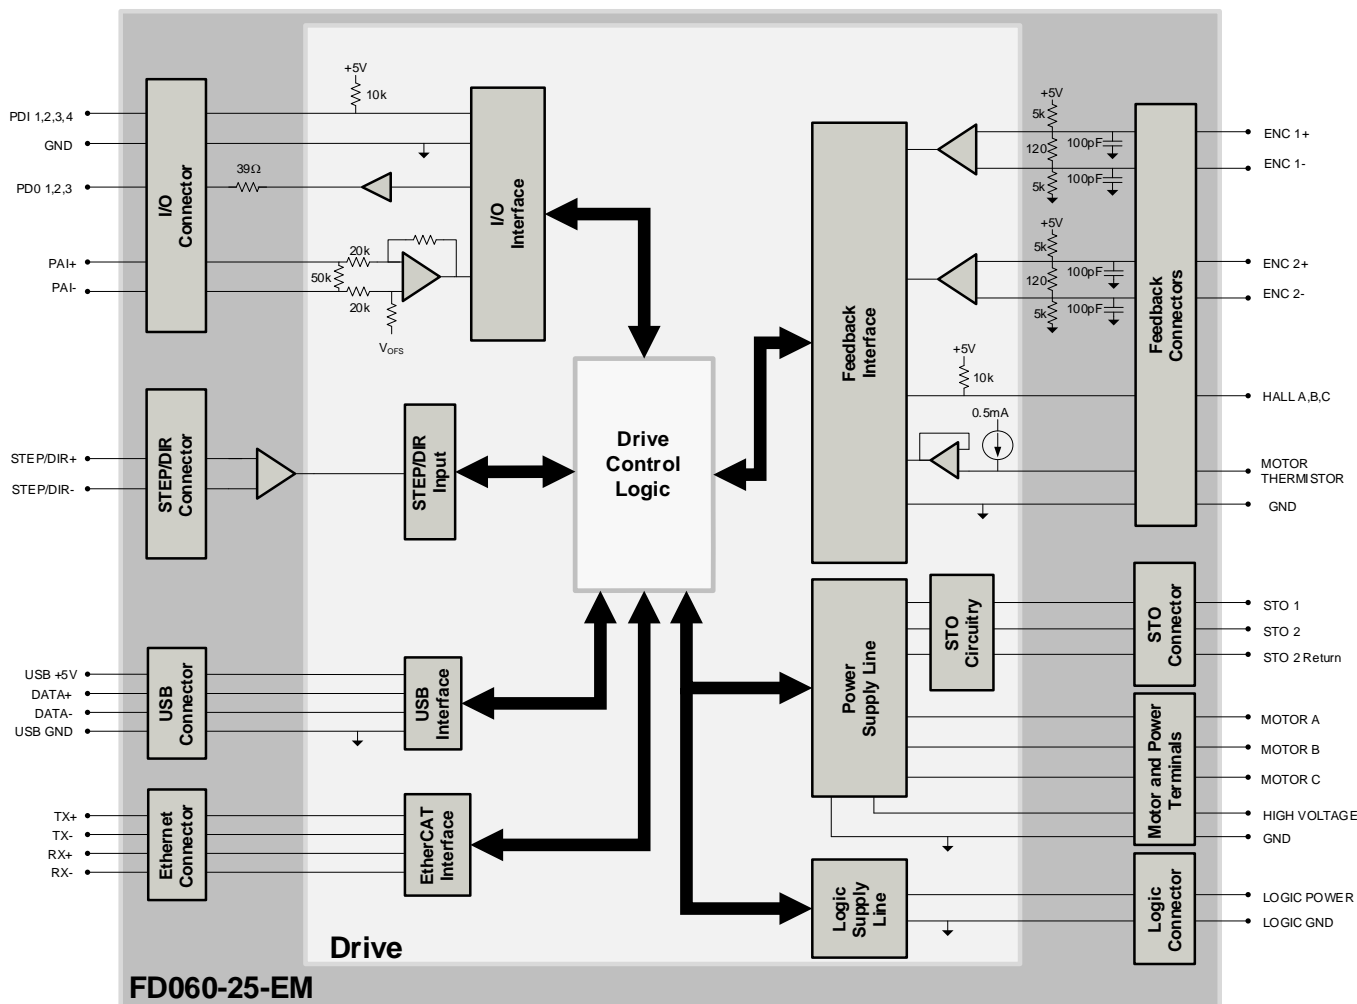 +5V
10k
PDI 1,2,3,4
GND
PD0 1,2,3
39Ω
I/O
Connector
I/O
Interface
PAI+
PAI-
20k
50k
20k
VOFS
STEP/DIR+
STEP/DIR-
STEP/DIR
Connector
STEP/DIR
Input
Drive
Control
Logic
USB +5V
DATA+
DATA-
USB GND
USB
Connector
USB
Interface
TX+
TX-
RX+
RX-
Ethernet
Connector
EtherCAT
Interface
Feedback
Interface
+5V
5k
120
5k
100pF
100pF
+5V
5k
120
5k
100pF
100pF
+5V
10k
0.5mA
Feedback
Connectors
ENC 1+
ENC 1-
ENC 2+
ENC 2-
HALL A,B,C
MOTOR
THERMISTOR
GND
Power
Supply Line
STO
Circuitry
STO
Connector
STO 1
STO 2
STO 2 Return
Motor and Power
Terminals
MOTOR A
MOTOR B
MOTOR C
HIGH VOLTAGE
GND
Logic
Supply
Line
Logic
Connector
LOGIC POWER
LOGIC GND
Drive
FD060-25-EM